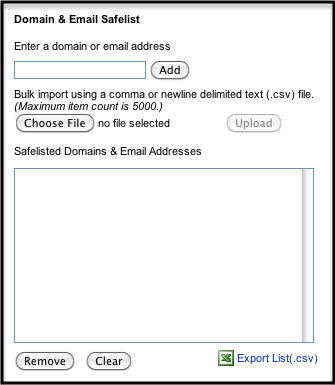 Domain & Email Safelist
Enter a domain or email address
Add
Bulk import using a comma or newline delimited text (.csv) file.
(Maximum item count is 5000.)
Choose File no file selected Upload
Safelisted Domains & Email Addresses
Remove Clear Export List(.csv)